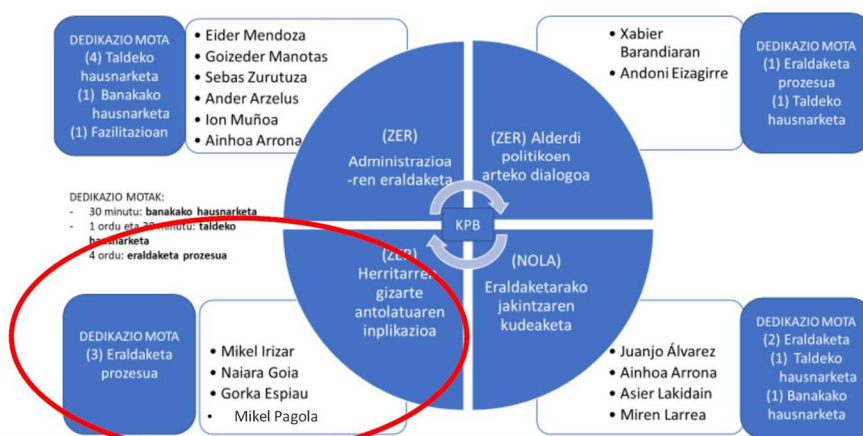 DEDIKAZIO MOTA
(4) Taldeko
hausnarketa
(1) Banakako
hausnarketa
(1) Fazilitazioan
• Eider Mendoza
• Goizeder Manotas
• Sebas Zurutuza
• Ander Arzelus
• Ion Muñoa
• Ainhoa Arrona
(ZER)
Administrazioa
-ren eraldaketa
(ZER) Alderdi
politikoen
arteko dialogoa
• Xabier
Barandiaran
• Andoni Eizagirre
DEDIKAZIO MOTA
(1) Eraldaketa
prozesua
(1) Taldeko
hausnarketa
DEDIKAZIO MOTAK:
- 30 minutu: banakako hausnarketa
- 1 ordu eta 30 minutu: taldeko
hausnarketa
4 ordu: eraldaketa prozesua
KPB
DEDIKAZIO MOTA
(3) Eraldaketa
prozesua
• Mikel Irizar
• Naiara Goia
• Gorka Espiau
• Mikel Pagola
(ZER)
Herritarren
gizarte
antolatuaren
inplikazioa
(NOLA)
Eraldaketarako
jakintzaren
kudeaketa
• Juanjo Álvarez
• Ainhoa Arrona
• Asier Lakidain
• Miren Larrea
DEDIKAZIO MOTA
(2) Eraldaketa
(1) Taldeko
hausnarketa
(1) Banakako
hausnarketa